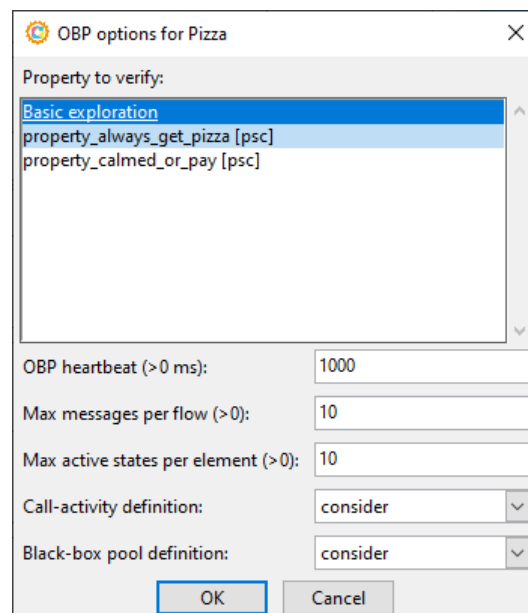 OBP options for Pizza
Property to verify:
Basic exploration
property_always_get_pizza [psc]
property_calmed_or_pay [psc]
OBP heartbeat (>0 ms): 1000
Max messages per flow (>0): 10
Max active states per element (>0): 10
Call-activity definition: consider
Black-box pool definition: consider
OK Cancel